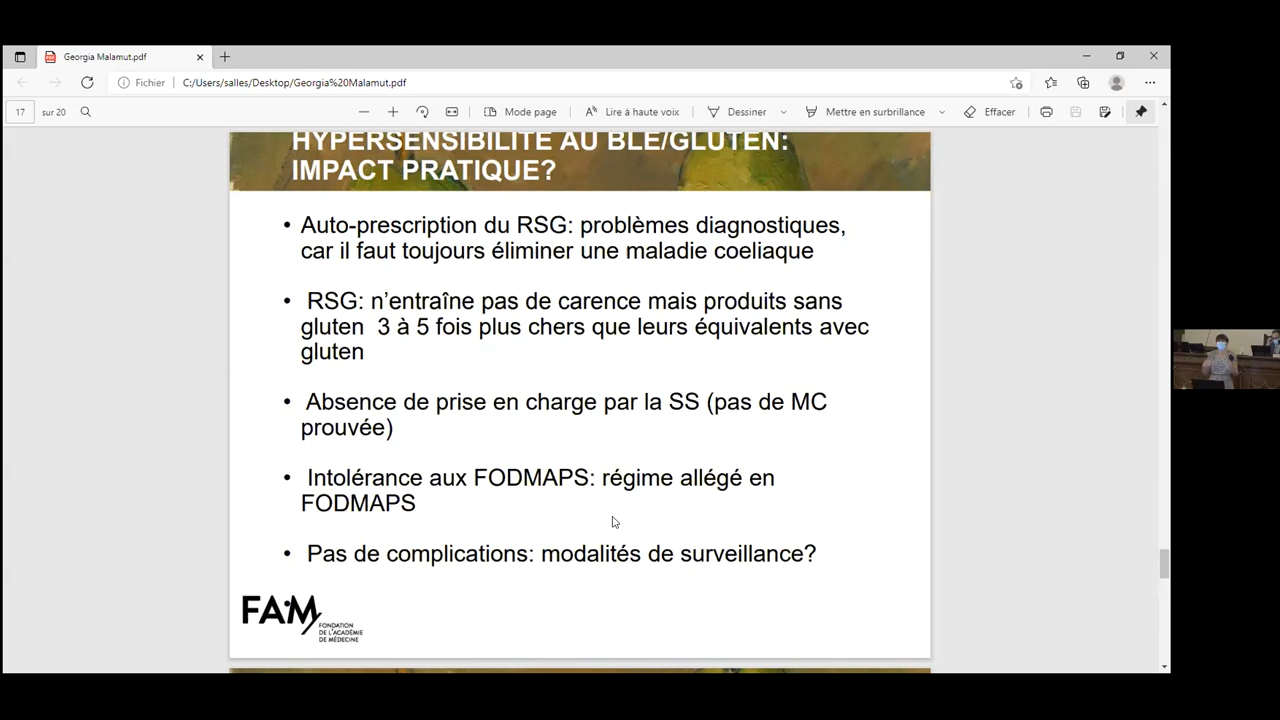 Georgia Malamut.pdf
Fichier
C:/Users/salles/Desktop/Georgia%20Malamut.pdf
17 sur 20
Mode page
Lire à haute voix
Dessiner
Mettre en surbrillance
Effacer
HYPERSENSIBILITE AU BLE/GLUTEN:
IMPACT PRATIQUE?
• Auto-prescription du RSG: problèmes diagnostiques,
car il faut toujours éliminer une maladie coeliaque
• RSG: n’entraîne pas de carence mais produits sans
gluten 3 à 5 fois plus chers que leurs équivalents avec
gluten
• Absence de prise en charge par la SS (pas de MC
prouvée)
• Intolérance aux FODMAPS: régime allégé en
FODMAPS
• Pas de complications: modalités de surveillance?
FAM
FONDATION
DE L'ACADÉMIE
DE MÉDECINE